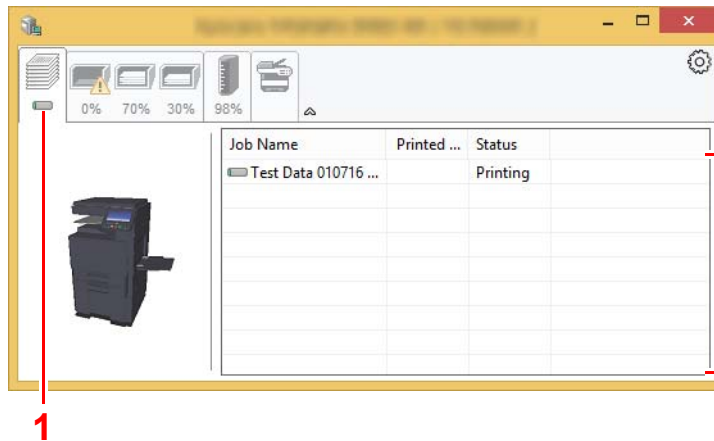 0% 70% 30% 98%
Job Name Printed ... Status
Test Data 010716 ... Printing
1